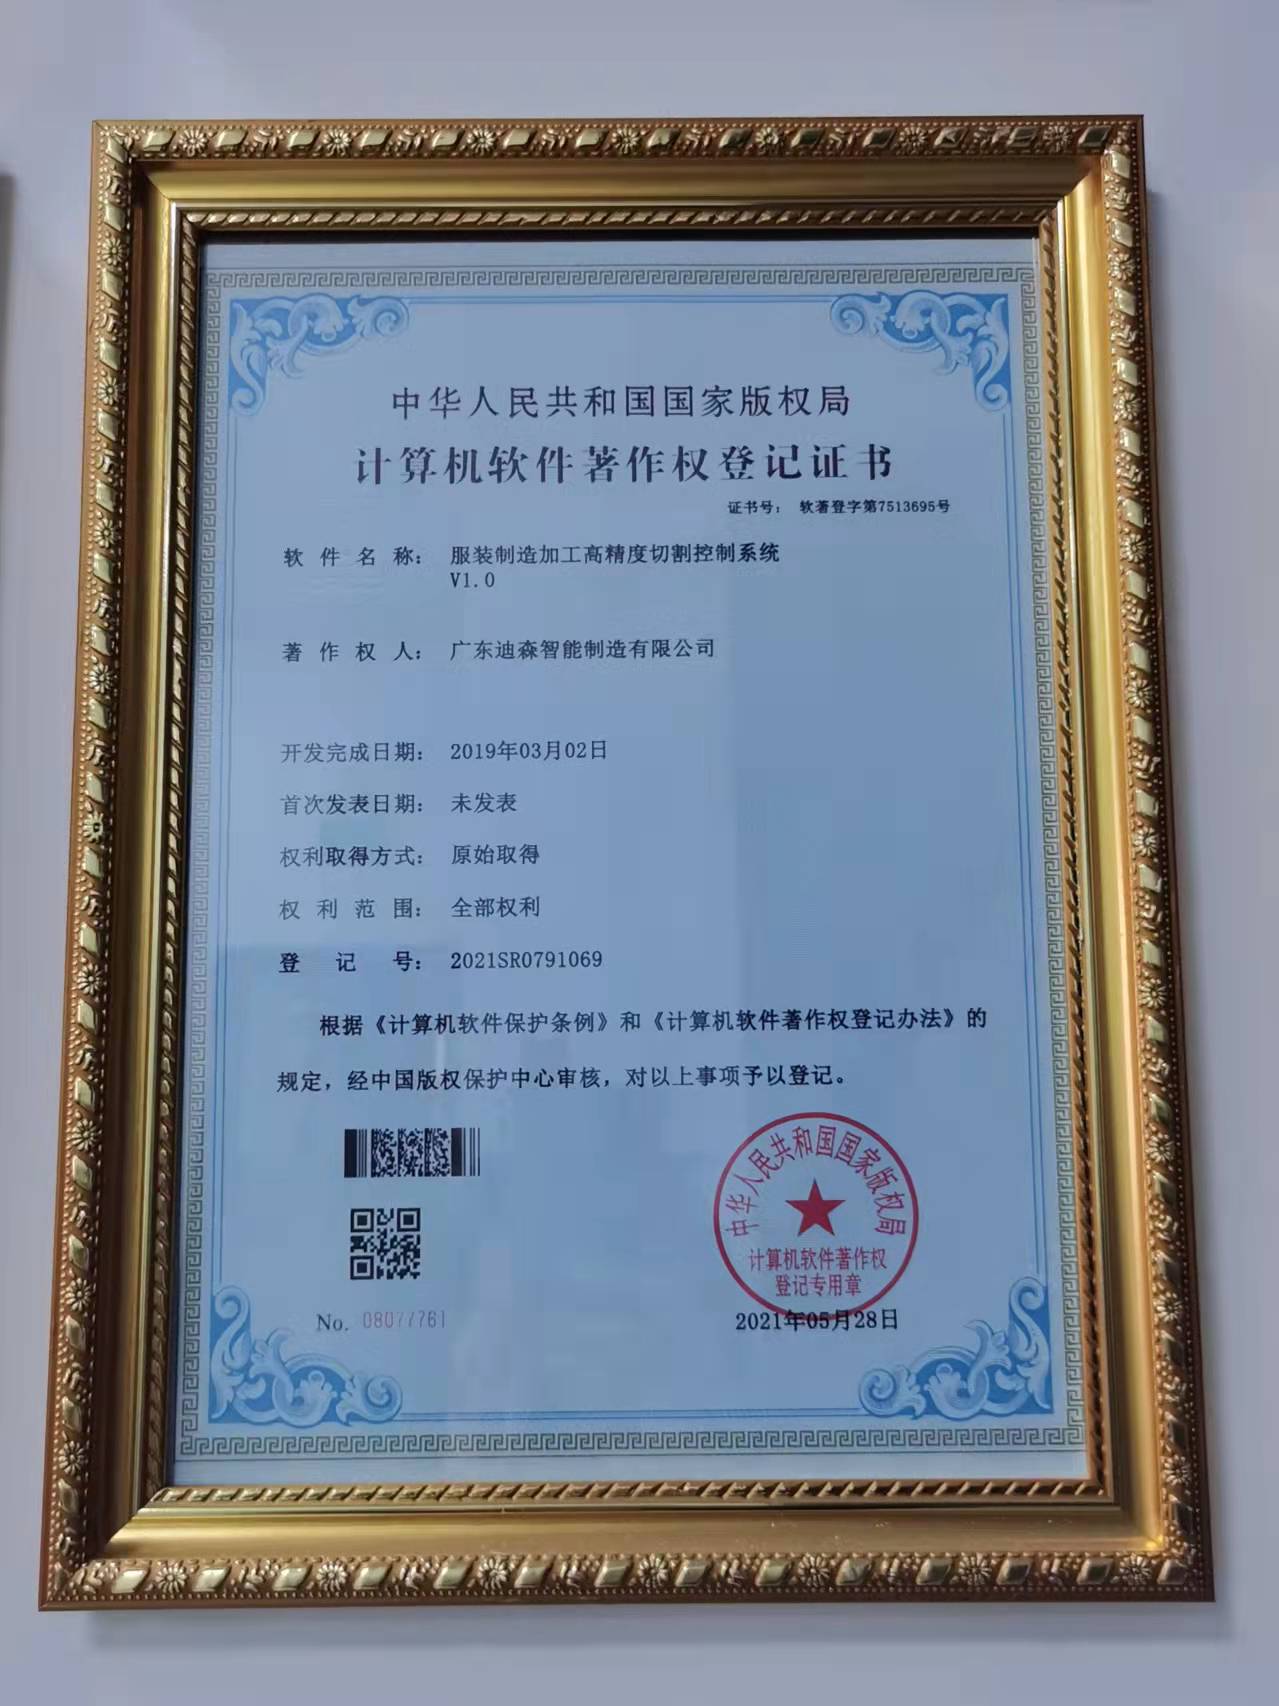 中华人民共和国国家版权局
计算机软件著作权登记证书
证书号： 软著登字第7513695号
软件名称： 服装制造加工高精度切割控制系统
V1.0
著作权人： 广东迪森智能制造有限公司
开发完成日期： 2019年03月02日
首次发表日期： 未发表
权利取得方式： 原始取得
权利范围： 全部权利
登记号： 2021SR0791069
根据《计算机软件保护条例》和《计算机软件著作权登记办法》的
规定，经中国版权保护中心审核，对以上事项予以登记。
中华人民共和国国家版权局
计算机软件著作权
登记专用章
No. 08077761
2021年05月28日